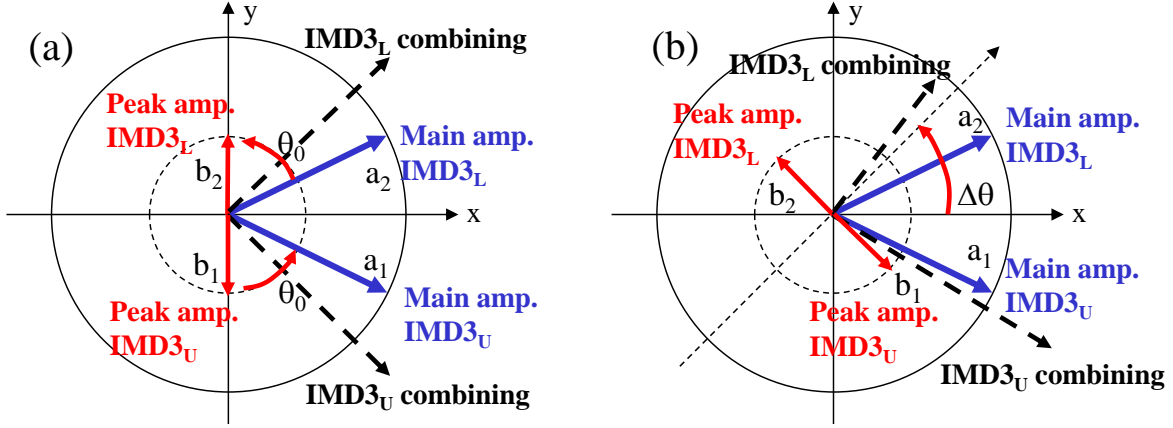 (a)
y
IMD3L combining
Peak amp.
IMD3L
θ0
Main amp.
IMD3L
a2
b2
x
b1
a1
θ0
Peak amp.
IMD3U
Main amp.
IMD3U
IMD3U combining
(b)
y
IMD3L combining
a2
Peak amp.
IMD3L
Main amp.
IMD3L
b2
Δθ
x
a1
b1
Main amp.
IMD3U
Peak amp.
IMD3U
IMD3U combining